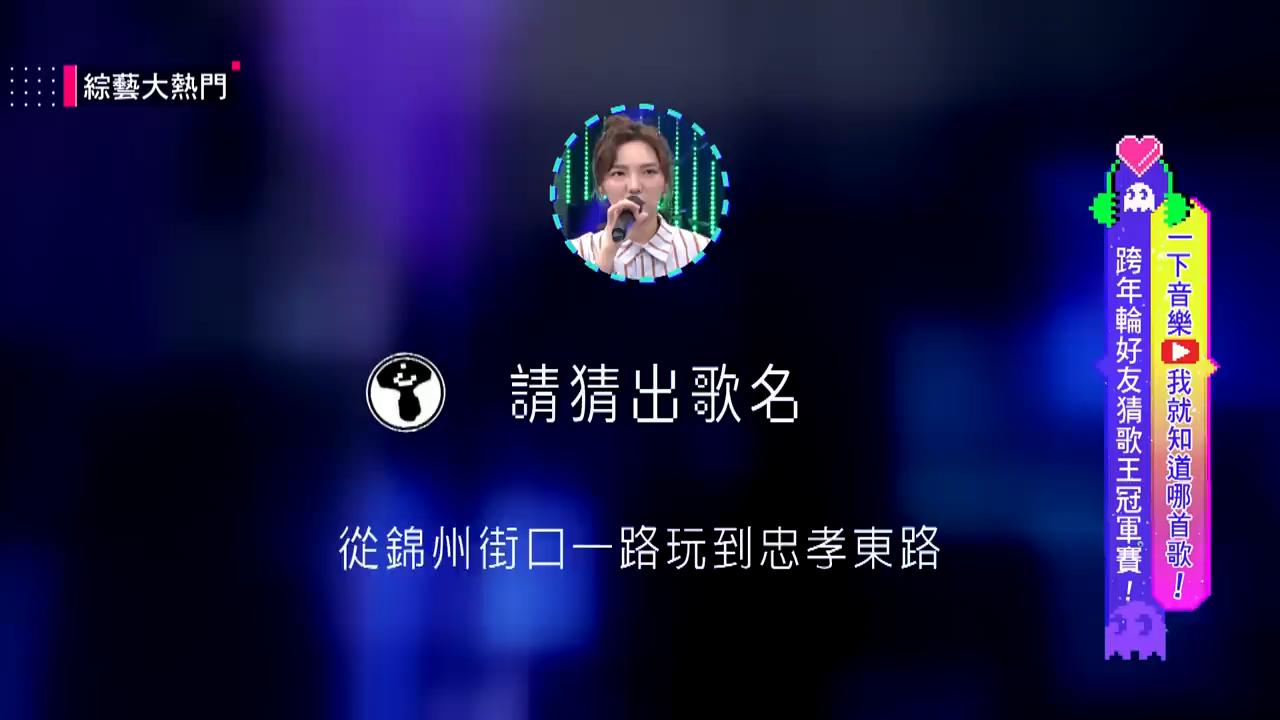 綜藝大熱門
請猜出歌名
從錦州街口一路玩到忠孝東路
一下音樂我就知道哪首歌！
跨年輪好友猜歌王冠軍賽！